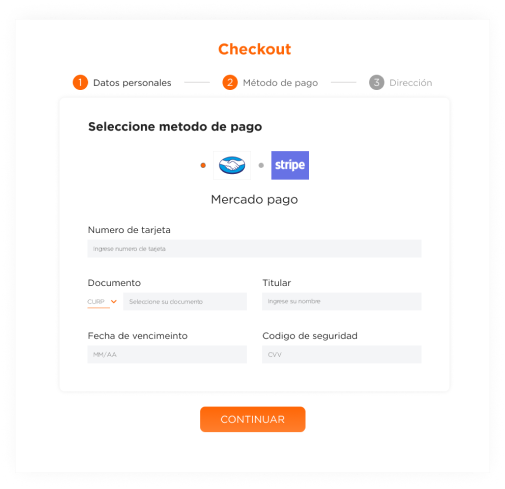 Checkout
1 Datos personales 2 Método de pago 3 Dirección
Seleccione metodo de pago
stripe
Mercado pago
Numero de tarjeta
Ingrese numero de tarjeta
Documento Titular
CURP Seleccione su documento Ingrese su nombre
Fecha de vencimeinto Codigo de seguridad
MM/AA CVV
CONTINUAR